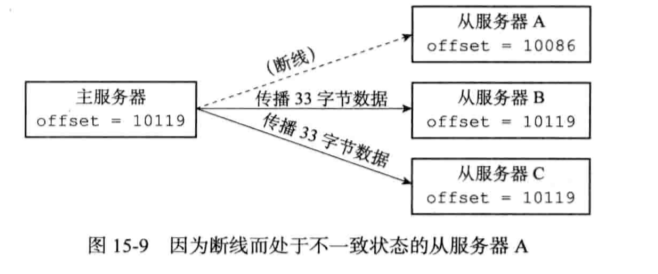 从服务器 A
offset = 10086
(断线)
主服务器
offset = 10119
传播 33 字节数据
从服务器 B
offset = 10119
传播 33 字节数据
从服务器 C
offset = 10119
图 15-9 因为断线而处于不一致状态的从服务器 A